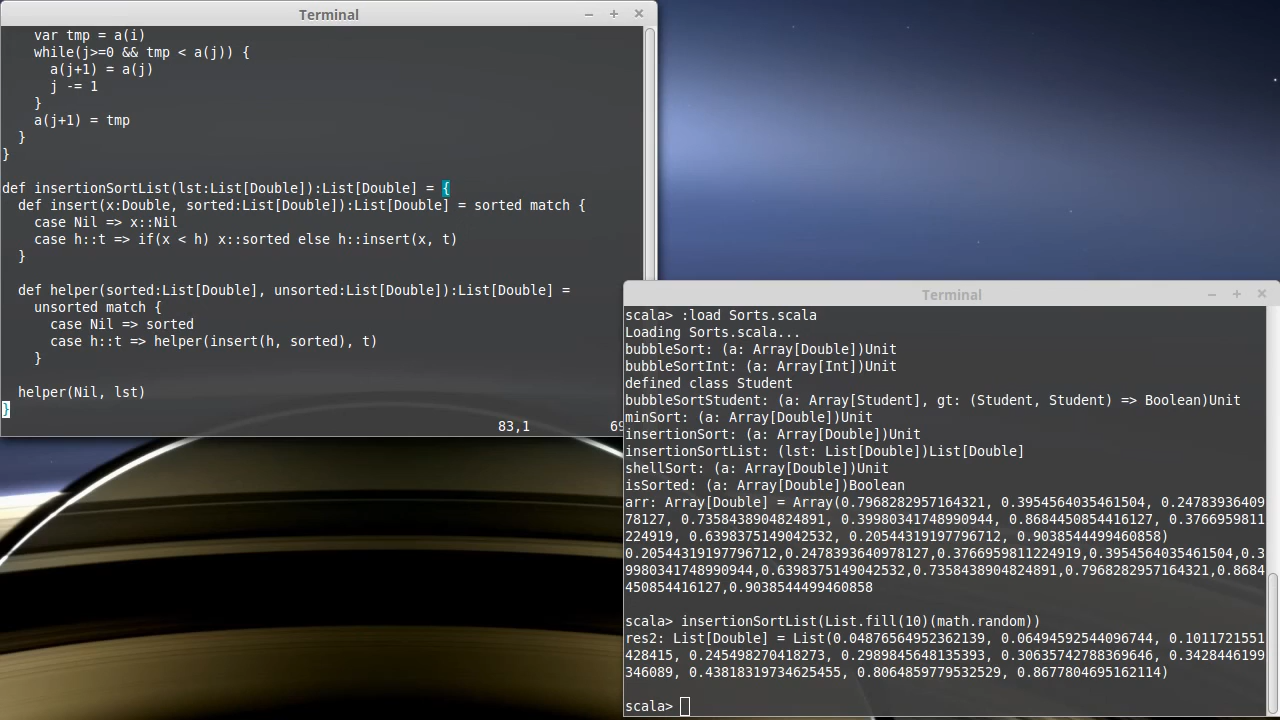 Terminal
    var tmp = a(i)
    while(j>=0 && tmp < a(j)) {
      a(j+1) = a(j)
      j -= 1
    }
    a(j+1) = tmp
  }
}
def insertionSortList(lst:List[Double]):List[Double] = {
  def insert(x:Double, sorted:List[Double]):List[Double] = sorted match {
    case Nil => x::Nil
    case h::t => if(x < h) x::sorted else h::insert(x, t)
  }
  def helper(sorted:List[Double], unsorted:List[Double]):List[Double] =
    unsorted match {
      case Nil => sorted
      case h::t => helper(insert(h, sorted), t)
    }
  helper(Nil, lst)
}
83,1 69
Terminal
scala> :load Sorts.scala
Loading Sorts.scala...
bubbleSort: (a: Array[Double])Unit
bubbleSortInt: (a: Array[Int])Unit
defined class Student
bubbleSortStudent: (a: Array[Student], gt: (Student, Student) => Boolean)Unit
minSort: (a: Array[Double])Unit
insertionSort: (a: Array[Double])Unit
insertionSortList: (lst: List[Double])List[Double]
shellSort: (a: Array[Double])Unit
isSorted: (a: Array[Double])Boolean
arr: Array[Double] = Array(0.7968282957164321, 0.3954564035461504, 0.24783936409
78127, 0.7358438904824891, 0.39980341748990944, 0.8684450854416127, 0.3766959811
224919, 0.6398375149042532, 0.20544319197796712, 0.9038544499460858)
0.20544319197796712,0.2478393640978127,0.3766959811224919,0.3954564035461504,0.3
9980341748990944,0.6398375149042532,0.7358438904824891,0.7968282957164321,0.8684
450854416127,0.9038544499460858
scala> insertionSortList(List.fill(10)(math.random))
res2: List[Double] = List(0.04876564952362139, 0.06494592544096744, 0.1011721551
428415, 0.245498270418273, 0.2989845648135393, 0.30635742788369646, 0.3428446199
346089, 0.43818319734625455, 0.8064859779532529, 0.8677804695162114)
scala>